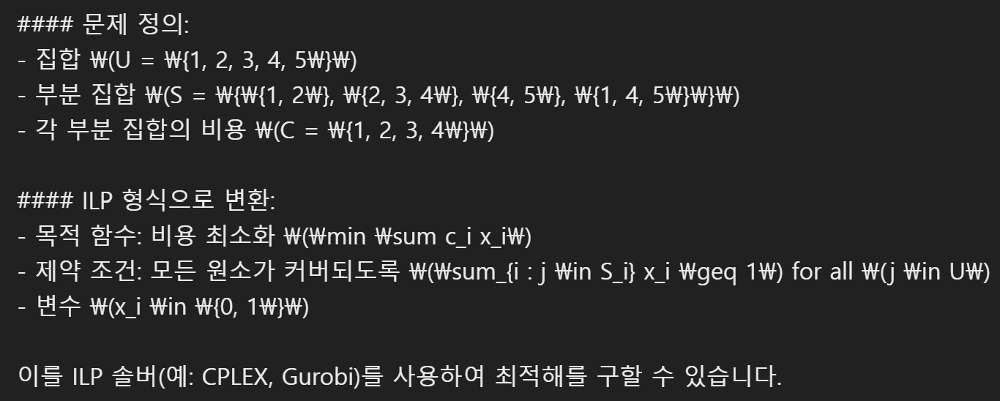 #### 문제 정의:
- 집합 ₩(U = ₩{1, 2, 3, 4, 5₩}₩)
- 부분 집합 ₩(S = ₩{₩{1, 2₩}, ₩{2, 3, 4₩}, ₩{4, 5₩}, ₩{1, 4, 5₩}₩}₩)
- 각 부분 집합의 비용 ₩(C = ₩{1, 2, 3, 4₩}₩)
#### ILP 형식으로 변환:
- 목적 함수: 비용 최소화 ₩(₩min ₩sum c_i x_i₩)
- 제약 조건: 모든 원소가 커버되도록 ₩(₩sum_{i : j ₩in S_i} x_i ₩geq 1₩) for all ₩(j ₩in U₩)
- 변수 ₩(x_i ₩in ₩{0, 1₩}₩)
이를 ILP 솔버(예: CPLEX, Gurobi)를 사용하여 최적해를 구할 수 있습니다.